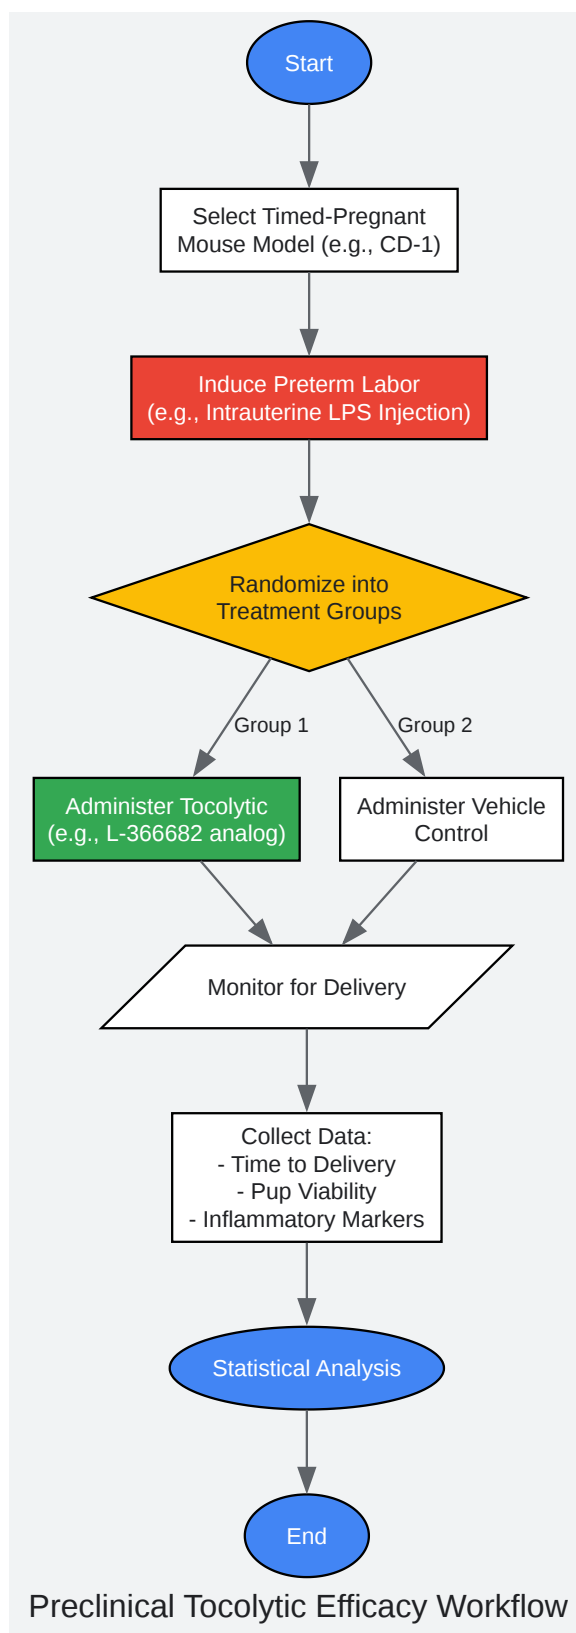 Start
Select Timed-Pregnant
Mouse Model (e.g., CD-1)
Induce Preterm Labor
(e.g., Intrauterine LPS Injection)
Randomize into
Treatment Groups
Group 1
Group 2
Administer Tocolytic
(e.g., L-366682 analog)
Administer Vehicle
Control
Monitor for Delivery
Collect Data:
- Time to Delivery
- Pup Viability
- Inflammatory Markers
Statistical Analysis
End
Preclinical Tocolytic Efficacy Workflow